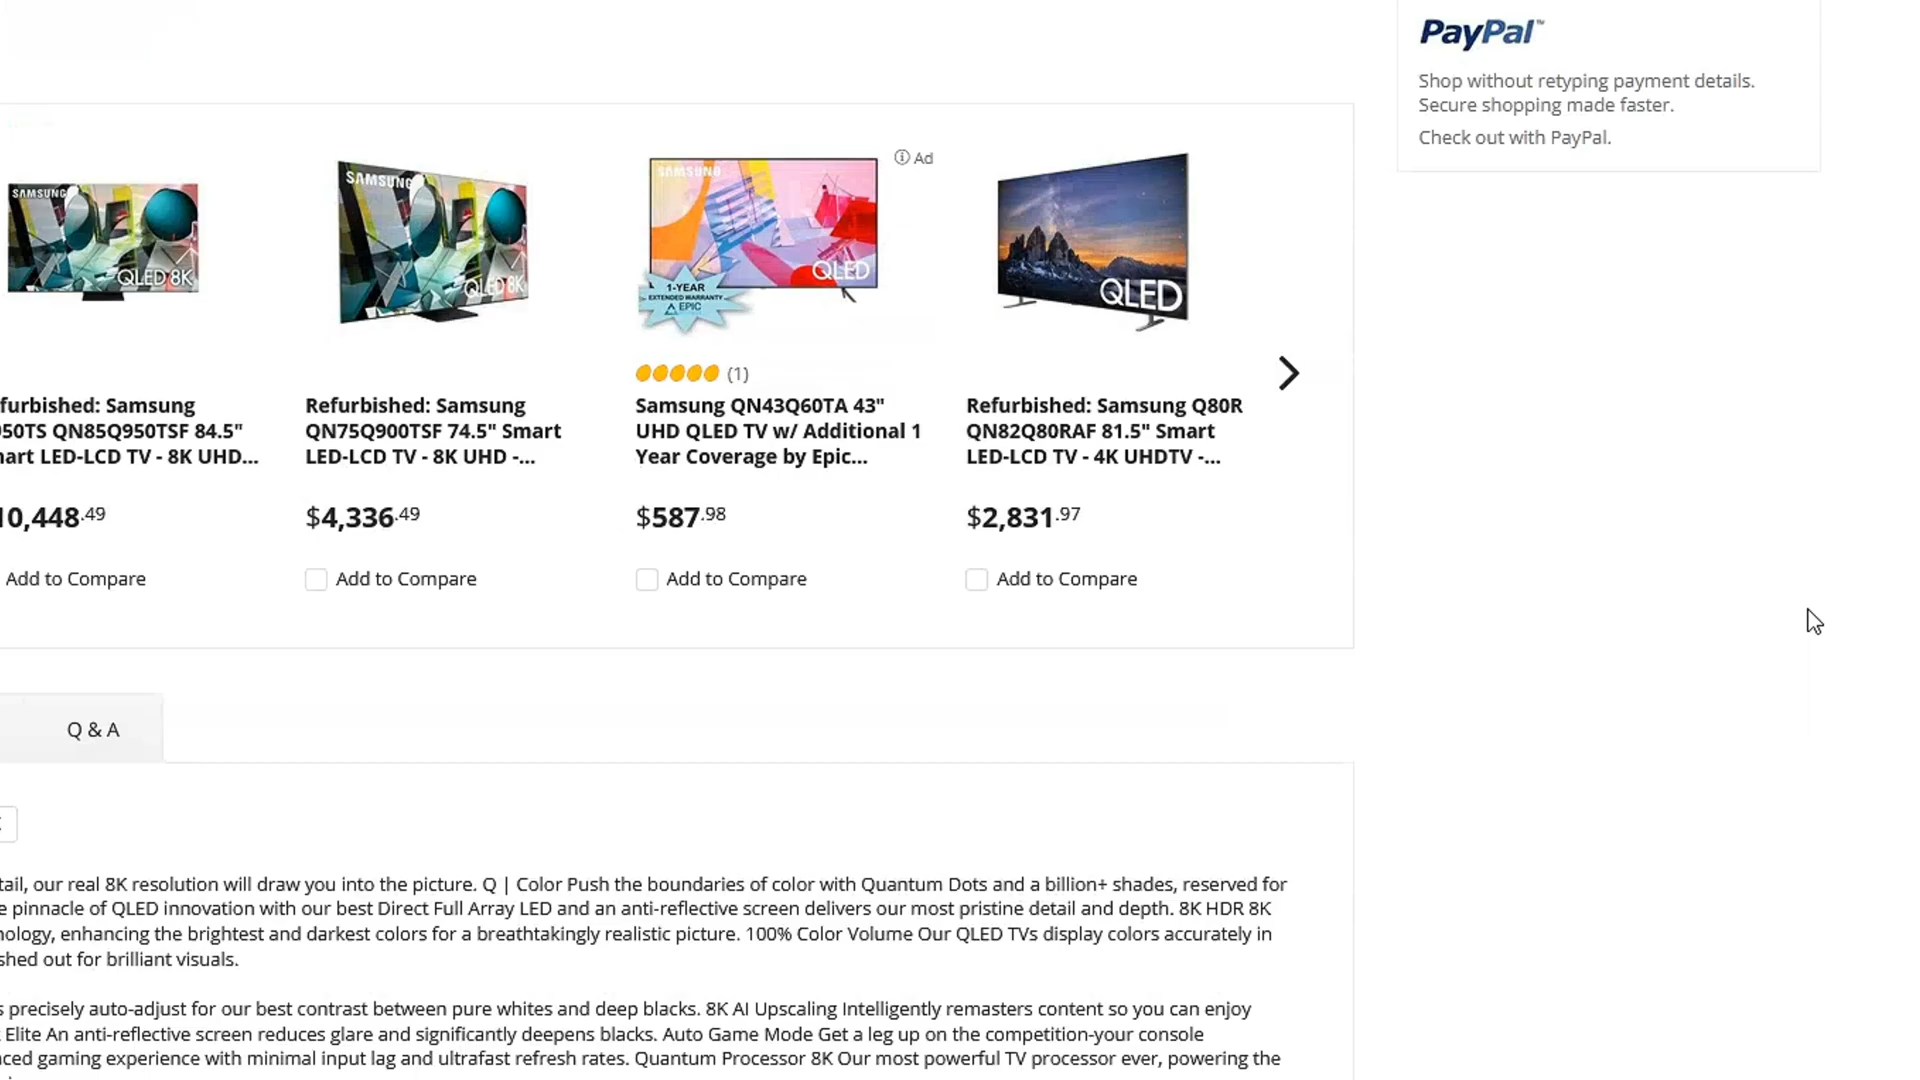 PayPal™
Shop without retyping payment details.
Secure shopping made faster.
Check out with PayPal.
SAMSUNG
QLED 8K
SAMSUNG
QLED 8K
Ad
SAMSUNG
QLED
1-YEAR
EXTENDED WARRANTY
EPIC
QLED
(1)
furbished: Samsung
950TS QN85Q950TSF 84.5"
mart LED-LCD TV - 8K UHD...
10,448.49
Add to Compare
Refurbished: Samsung
QN75Q900TSF 74.5" Smart
LED-LCD TV - 8K UHD -...
$4,336.49
Add to Compare
Samsung QN43Q60TA 43"
UHD QLED TV w/ Additional 1
Year Coverage by Epic...
$587.98
Add to Compare
Refurbished: Samsung Q80R
QN82Q80RAF 81.5" Smart
LED-LCD TV - 4K UHDTV -...
$2,831.97
Add to Compare
Q & A
tail, our real 8K resolution will draw you into the picture. Q | Color Push the boundaries of color with Quantum Dots and a billion+ shades, reserved for
e pinnacle of QLED innovation with our best Direct Full Array LED and an anti-reflective screen delivers our most pristine detail and depth. 8K HDR 8K
nology, enhancing the brightest and darkest colors for a breathtakingly realistic picture. 100% Color Volume Our QLED TVs display colors accurately in
shed out for brilliant visuals.
s precisely auto-adjust for our best contrast between pure whites and deep blacks. 8K AI Upscaling Intelligently remasters content so you can enjoy
Elite An anti-reflective screen reduces glare and significantly deepens blacks. Auto Game Mode Get a leg up on the competition-your console
nced gaming experience with minimal input lag and ultrafast refresh rates. Quantum Processor 8K Our most powerful TV processor ever, powering the